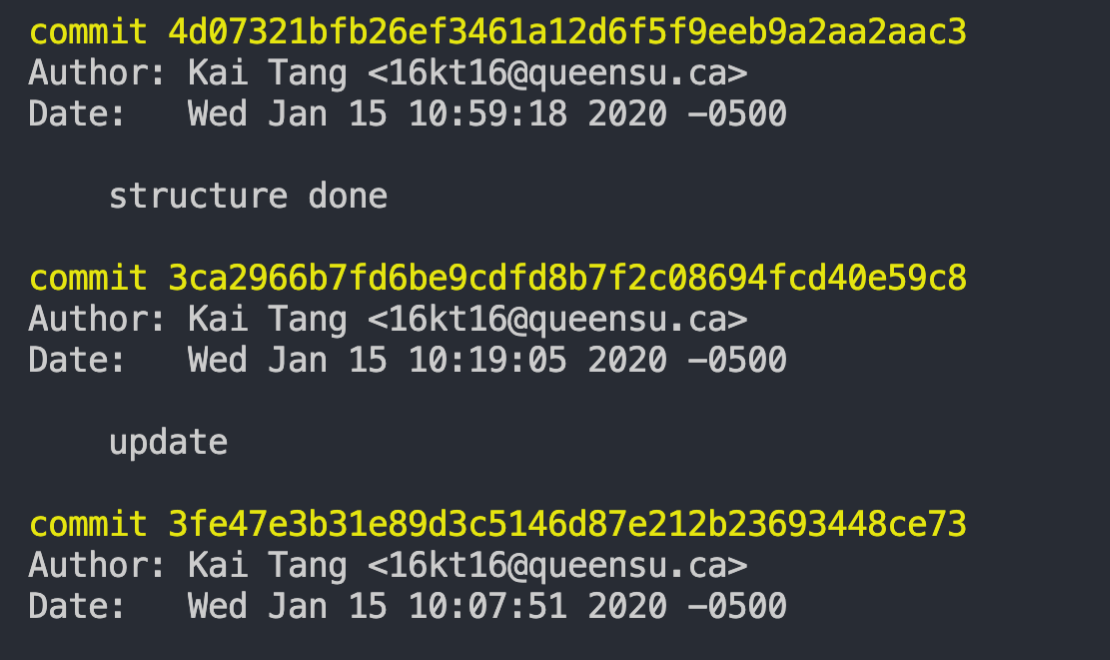 commit 4d07321bfb26ef3461a12d6f5f9eeb9a2aa2aac3
Author: Kai Tang <16kt16@queensu.ca>
Date:   Wed Jan 15 10:59:18 2020 -0500
structure done
commit 3ca2966b7fd6be9cdfd8b7f2c08694fcd40e59c8
Author: Kai Tang <16kt16@queensu.ca>
Date:   Wed Jan 15 10:19:05 2020 -0500
update
commit 3fe47e3b31e89d3c5146d87e212b23693448ce73
Author: Kai Tang <16kt16@queensu.ca>
Date:   Wed Jan 15 10:07:51 2020 -0500